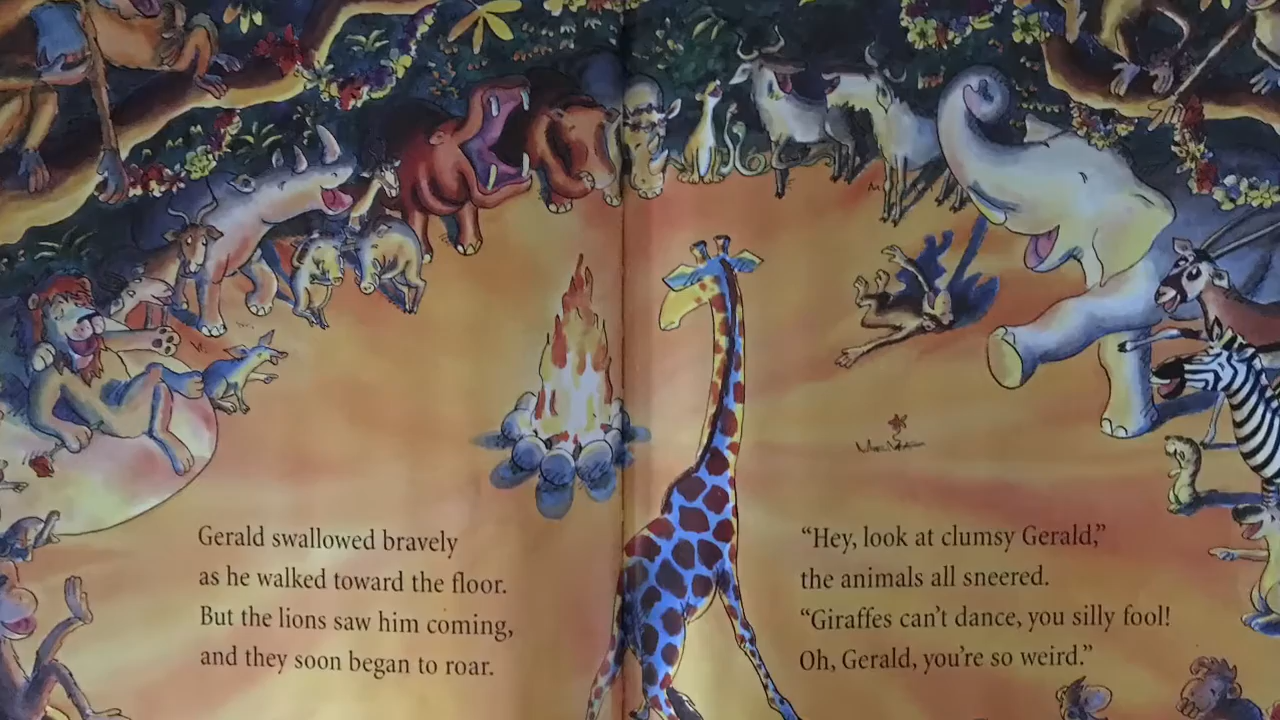 Gerald swallowed bravely
as he walked toward the floor.
But the lions saw him coming,
and they soon began to roar.
“Hey, look at clumsy Gerald,”
the animals all sneered.
“Giraffes can’t dance, you silly fool!
Oh, Gerald, you’re so weird.”